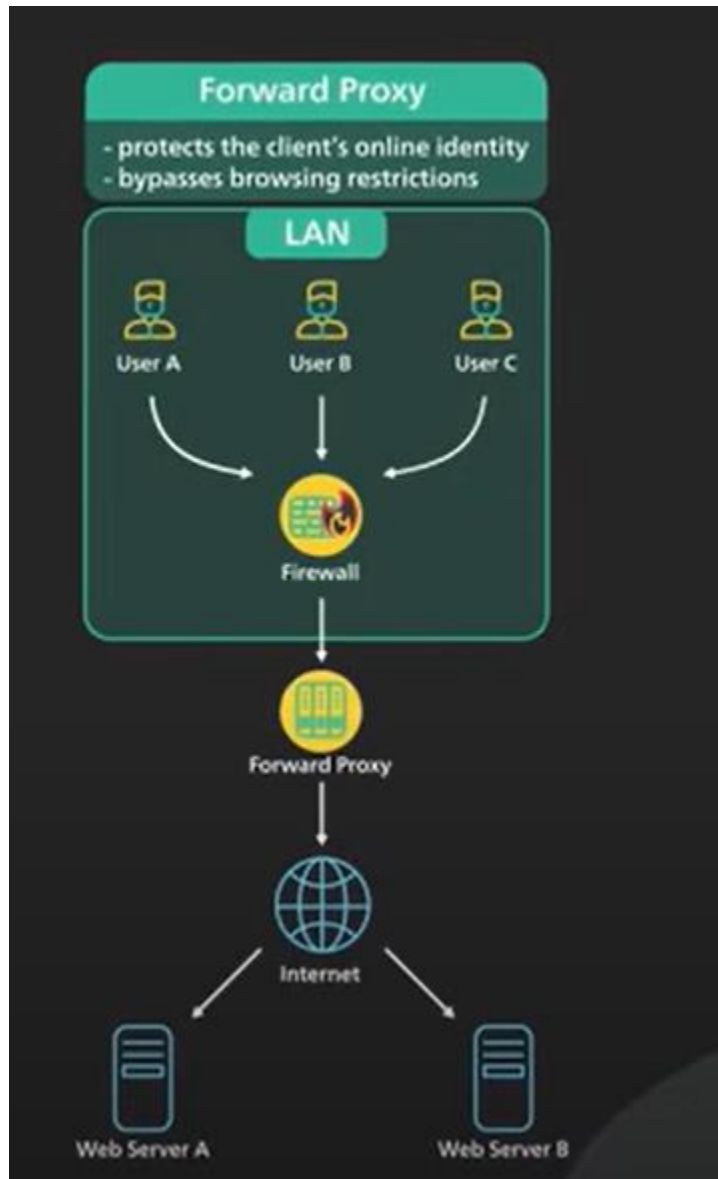 Forward Proxy
- protects the client's online identity
- bypasses browsing restrictions
LAN
User A
User B
User C
Firewall
Forward Proxy
Internet
Web Server A
Web Server B